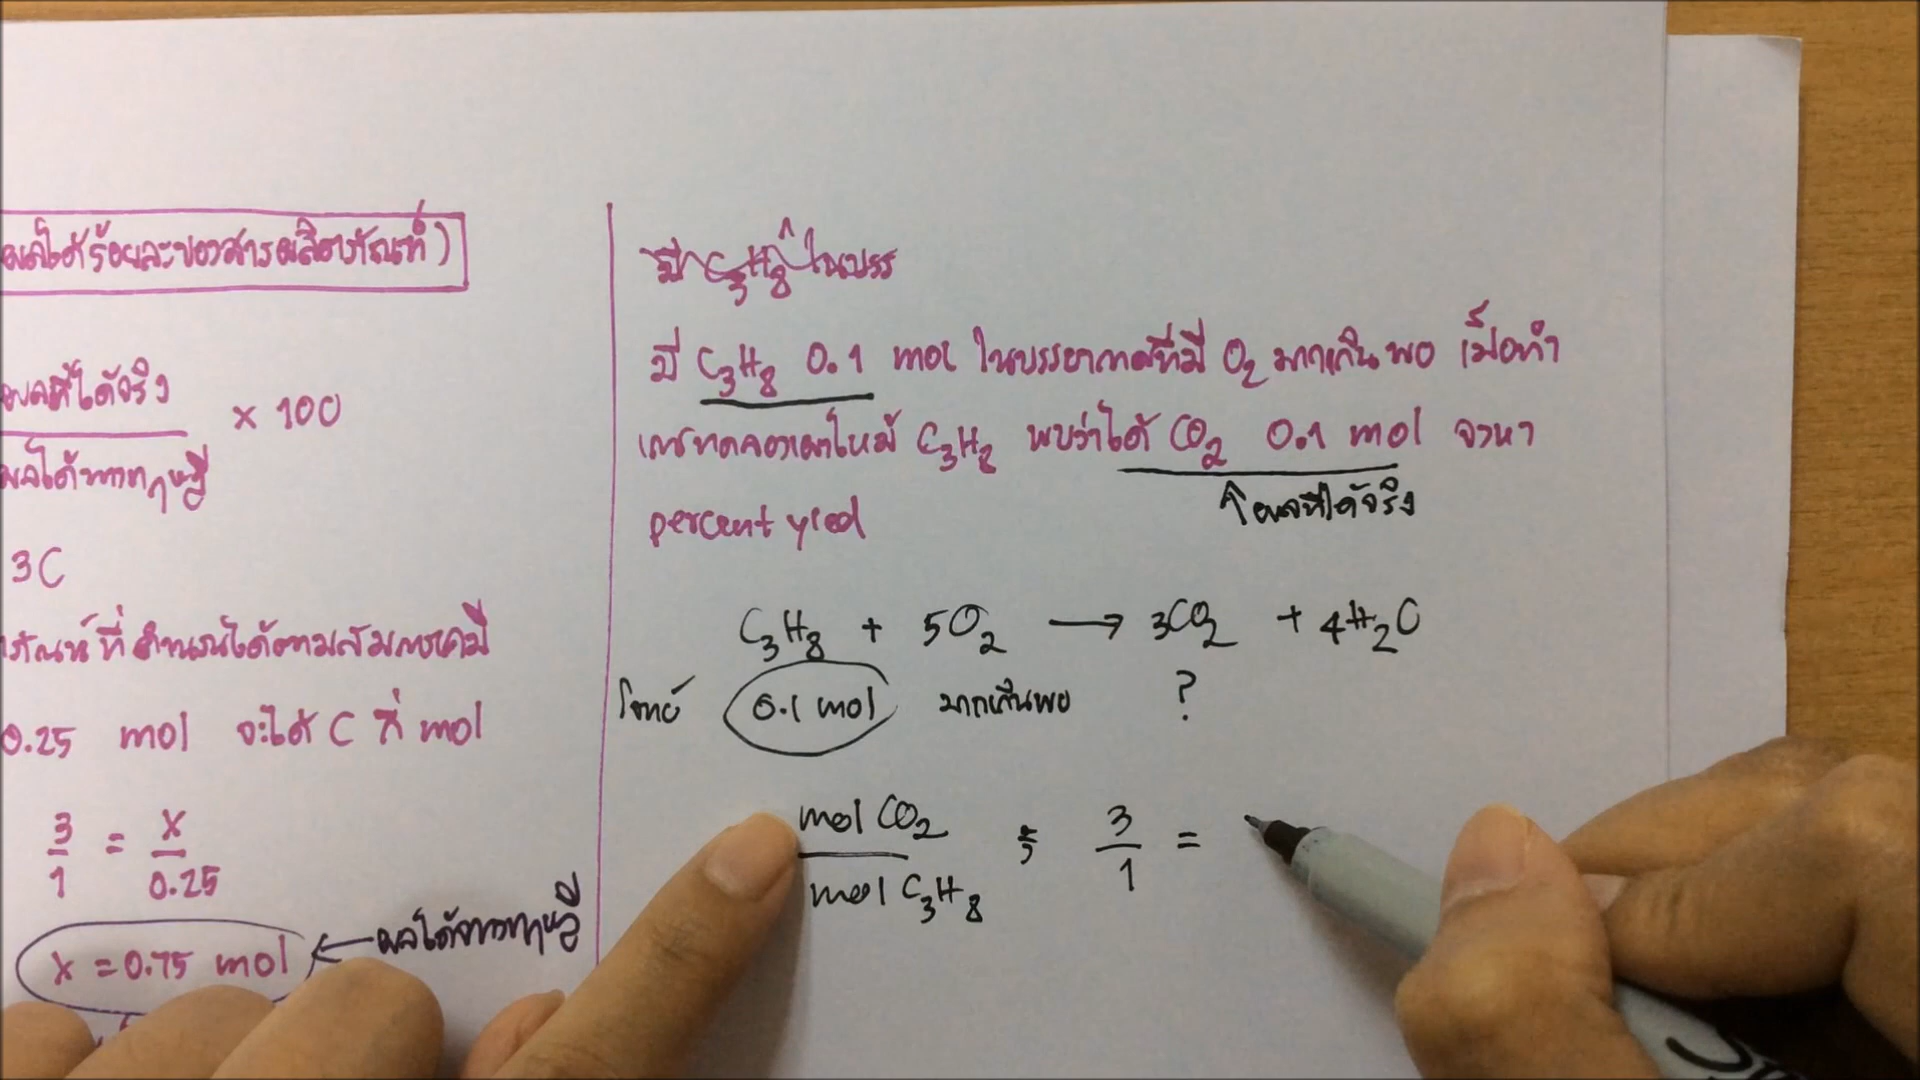 ผลได้ร้อยละของสารผลิตภัณฑ์)
ผลที่ได้จริง
x 100
ผลได้ทางทฤษฎี
3C
ภัณฑ์ที่คำนวณได้ตามสมการเคมี
0.25 mol จะได้ C กี่ mol
3/1 = x/0.25
x = 0.75 mol ← ผลได้ทางทฤษฎี
มี C3H8 ในบรร
มี C3H8 0.1 mol ในบรรยากาศที่มี O2 มากเกินพอ เมื่อทำ
การทดลองเผาไหม้ C3H8 พบว่าได้ CO2 0.1 mol จงหา
percent yied
↑ ผลที่ได้จริง
C3H8 + 5O2 → 3CO2 + 4H2O
โจทย์ 0.1 mol มากเกินพอ ?
mol CO2 / mol C3H8 ; 3/1 =